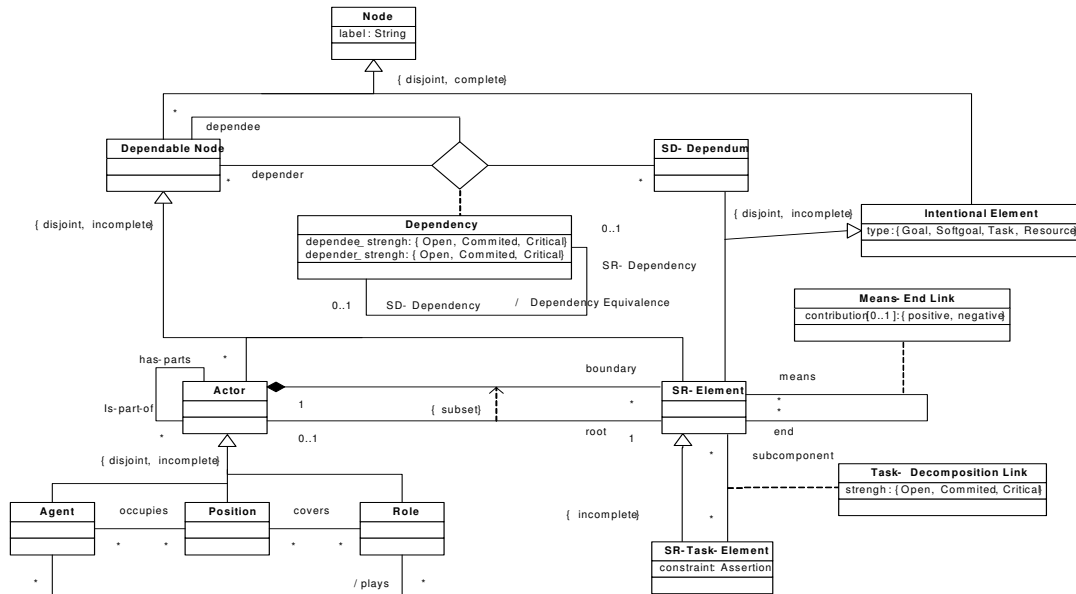 Node
label: String
{ disjoint, complete}
*
dependee
Dependable Node
SD- Dependum
depender
*
*
{ disjoint, incomplete}
{ disjoint, incomplete}
Intentional Element
type:{ Goal, Softgoal, Task, Resource
Dependency
dependee_strengh: { Open, Commited, Critical}
depender_strengh: { Open, Commited, Critical}
0..1
SR- Dependency
0..1
SD- Dependency
/ Dependency Equivalence
Means- End Link
contribution[0..1]:{ positive, negative}
has-parts
*
Actor
boundary
SR- Element
means
*
*
Is-part-of
1
{ subset}
*
*
0..1
root
1
end
{ disjoint, incomplete}
*
subcomponent
Task- Decomposition Link
strengh: { Open, Commited, Critical}
Agent
occupies
Position
covers
Role
{ incomplete}
*
*
*
*
*
SR-Task- Element
constraint: Assertion
*
/ plays
*